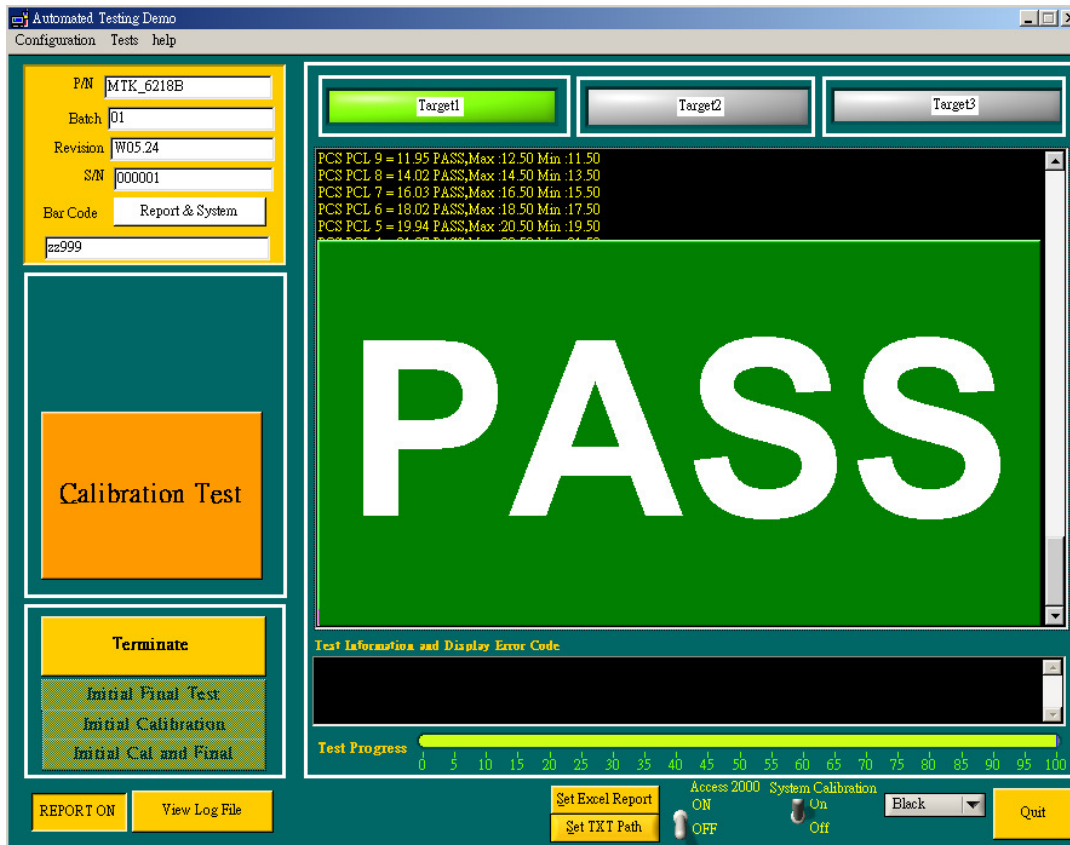 Automated Testing Demo
Configuration Tests help
P/N MTK_6218B
Batch 01
Revision W05.24
S/N 000001
Bar Code Report & System
zz999
Calibration Test
Terminate
Initial Final Test
Initial Calibration
Initial Cal and Final
REPORT ON View Log File
Target1 Target2 Target3
PCS PCL 9 = 11.95 PASS,Max :12.50 Min :11.50
PCS PCL 8 = 14.02 PASS,Max :14.50 Min :13.50
PCS PCL 7 = 16.03 PASS,Max :16.50 Min :15.50
PCS PCL 6 = 18.02 PASS,Max :18.50 Min :17.50
PCS PCL 5 = 19.94 PASS,Max :20.50 Min :19.50
PASS
Test Information and Display Error Code
Test Progress
0 5 10 15 20 25 30 35 40 45 50 55 60 65 70 75 80 85 90 95 100
Set Excel Report
Set TXT Path
Access 2000
ON
OFF
System Calibration
On
Off
Black
Quit